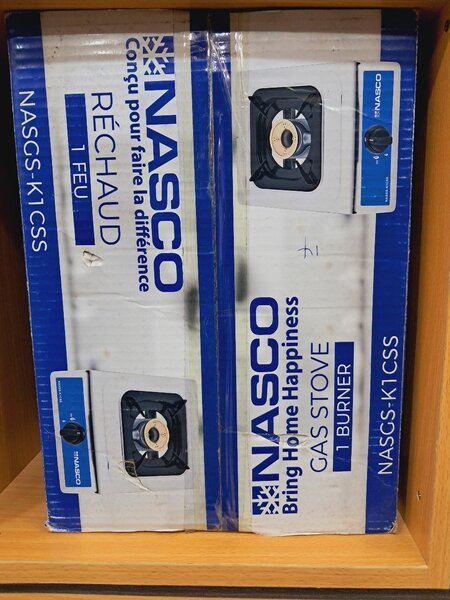 NASCO
Conçu pour faire la différence
RÉCHAUD
1 FEU
NASGS-K1CSS
NASCO
NASCO
Bring Home Happiness
GAS STOVE
1 BURNER
NASGS-K1CSS
NASCO